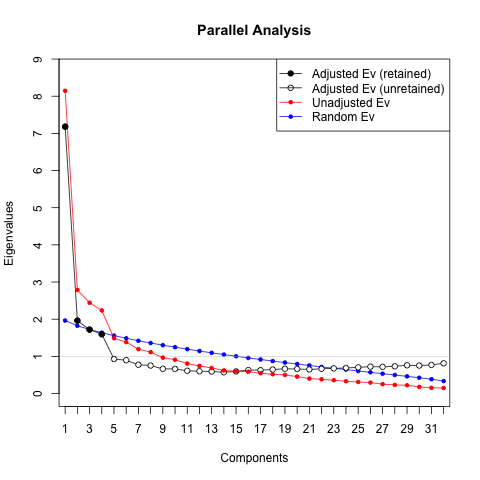 Parallel Analysis
Adjusted Ev (retained)
Adjusted Ev (unretained)
Unadjusted Ev
Random Ev
Eigenvalues
9
8
7
6
5
4
3
2
1
0
1 3 5 7 9 11 13 15 17 19 21 23 25 27 29 31
Components